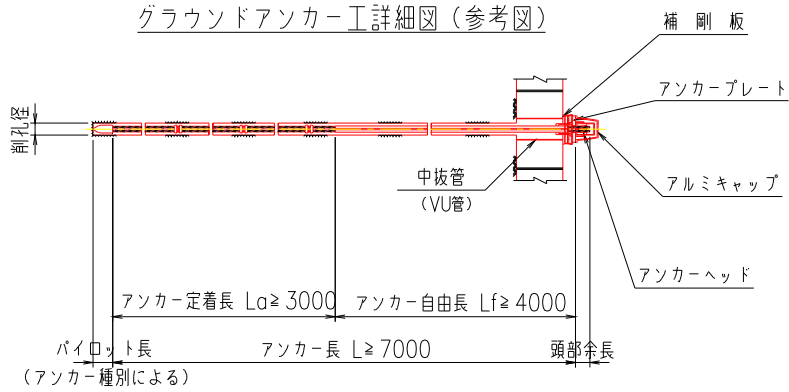 グラウンドアンカー工詳細図（参考図）
補剛板
アンカープレート
削孔径
中抜管
（VU管）
アルミキャップ
アンカーヘッド
アンカー定着長 La≧3000
アンカー自由長 Lf≧4000
パイロット長
アンカー長 L≧7000
頭部余長
（アンカー種別による）